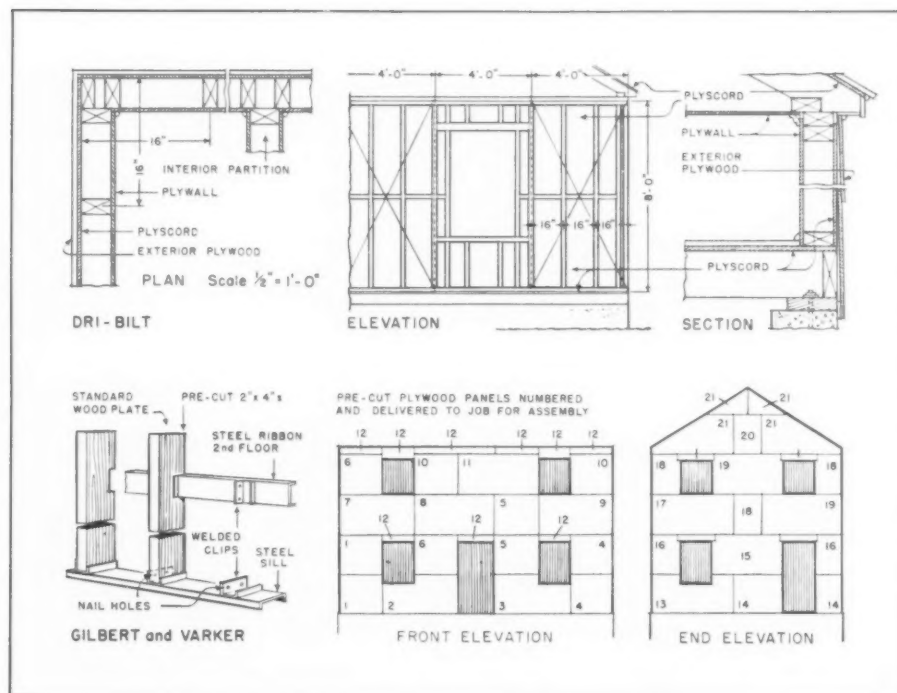 4'-0"
4'-0"
4'-0"
PLYSCORD
16"
16"
INTERIOR PARTITION
PLYWALL
PLYSCORD
EXTERIOR PLYWOOD
PLAN Scale ½" = 1'-0"
DRI-BILT
16" 16" 16"
8'-0"
ELEVATION
PLYWALL
EXTERIOR
PLYWOOD
PLYSCORD
SECTION
STANDARD
WOOD PLATE
PRE-CUT 2"x 4"s
STEEL RIBBON
2nd FLOOR
WELDED
CLIPS
STEEL
SILL
NAIL HOLES
GILBERT and VARKER
PRE-CUT PLYWOOD PANELS NUMBERED
AND DELIVERED TO JOB FOR ASSEMBLY
12 12 12 12 12 12
6 10 11 10
7 8 5 9
12 12 12
1 6 5 4
1 2 3 4
FRONT ELEVATION
21 21
21 20 21
18 19 18
17 18 19
16 15 16
13 14 14
END ELEVATION